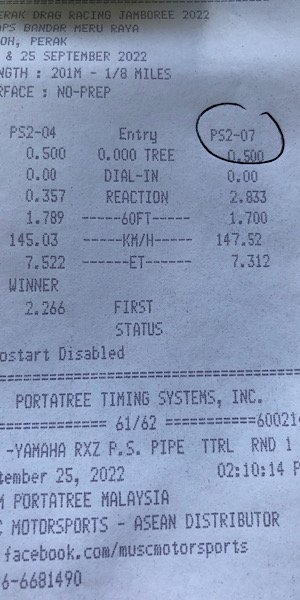 ERAK DRAG RACING JAMBOREE 2022
APS BANDAR MERU RAYA
OH, PERAK
& 25 SEPTEMBER 2022
NGTH : 201M - 1/8 MILES
RFACE : NO-PREP
PS2-04 Entry PS2-07
0.500 0.000 TREE 0.500
0.00 DIAL-IN 0.00
0.357 REACTION 2.833
1.789 ------60FT----- 1.700
145.03 ------KM/H----- 147.52
7.522 ------ET----- 7.312
WINNER
2.266 FIRST
STATUS
ostart Disabled
PORTATREE TIMING SYSTEMS, INC.
============ 61/62 ===========600214
-YAMAHA RXZ P.S. PIPE TTRL RND 1
tember 25, 2022 02:10:14 P
M PORTATREE MALAYSIA
C MOTORSPORTS - ASEAN DISTRIBUTOR
facebook.com/muscmotorsports
6-6681490